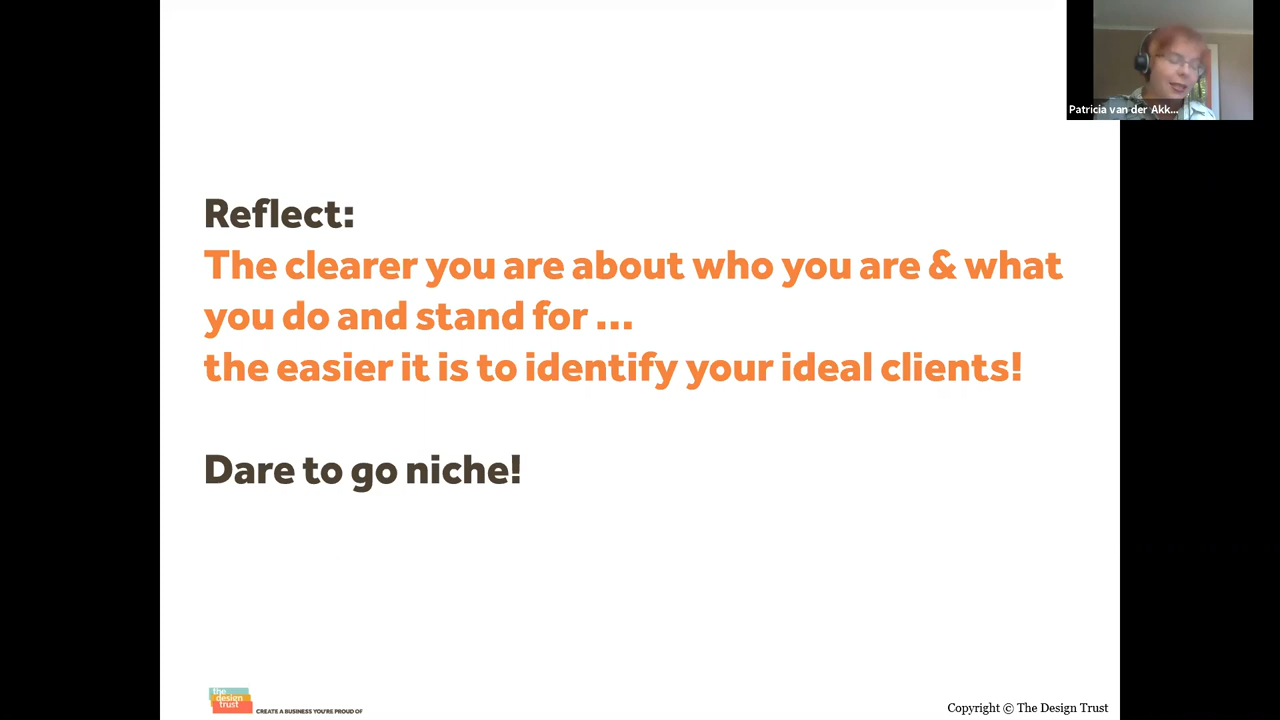 Patricia van der Akk...
Reflect:
The clearer you are about who you are & what
you do and stand for ...
the easier it is to identify your ideal clients!
Dare to go niche!
the
design
trust
CREATE A BUSINESS YOU'RE PROUD OF
Copyright © The Design Trust